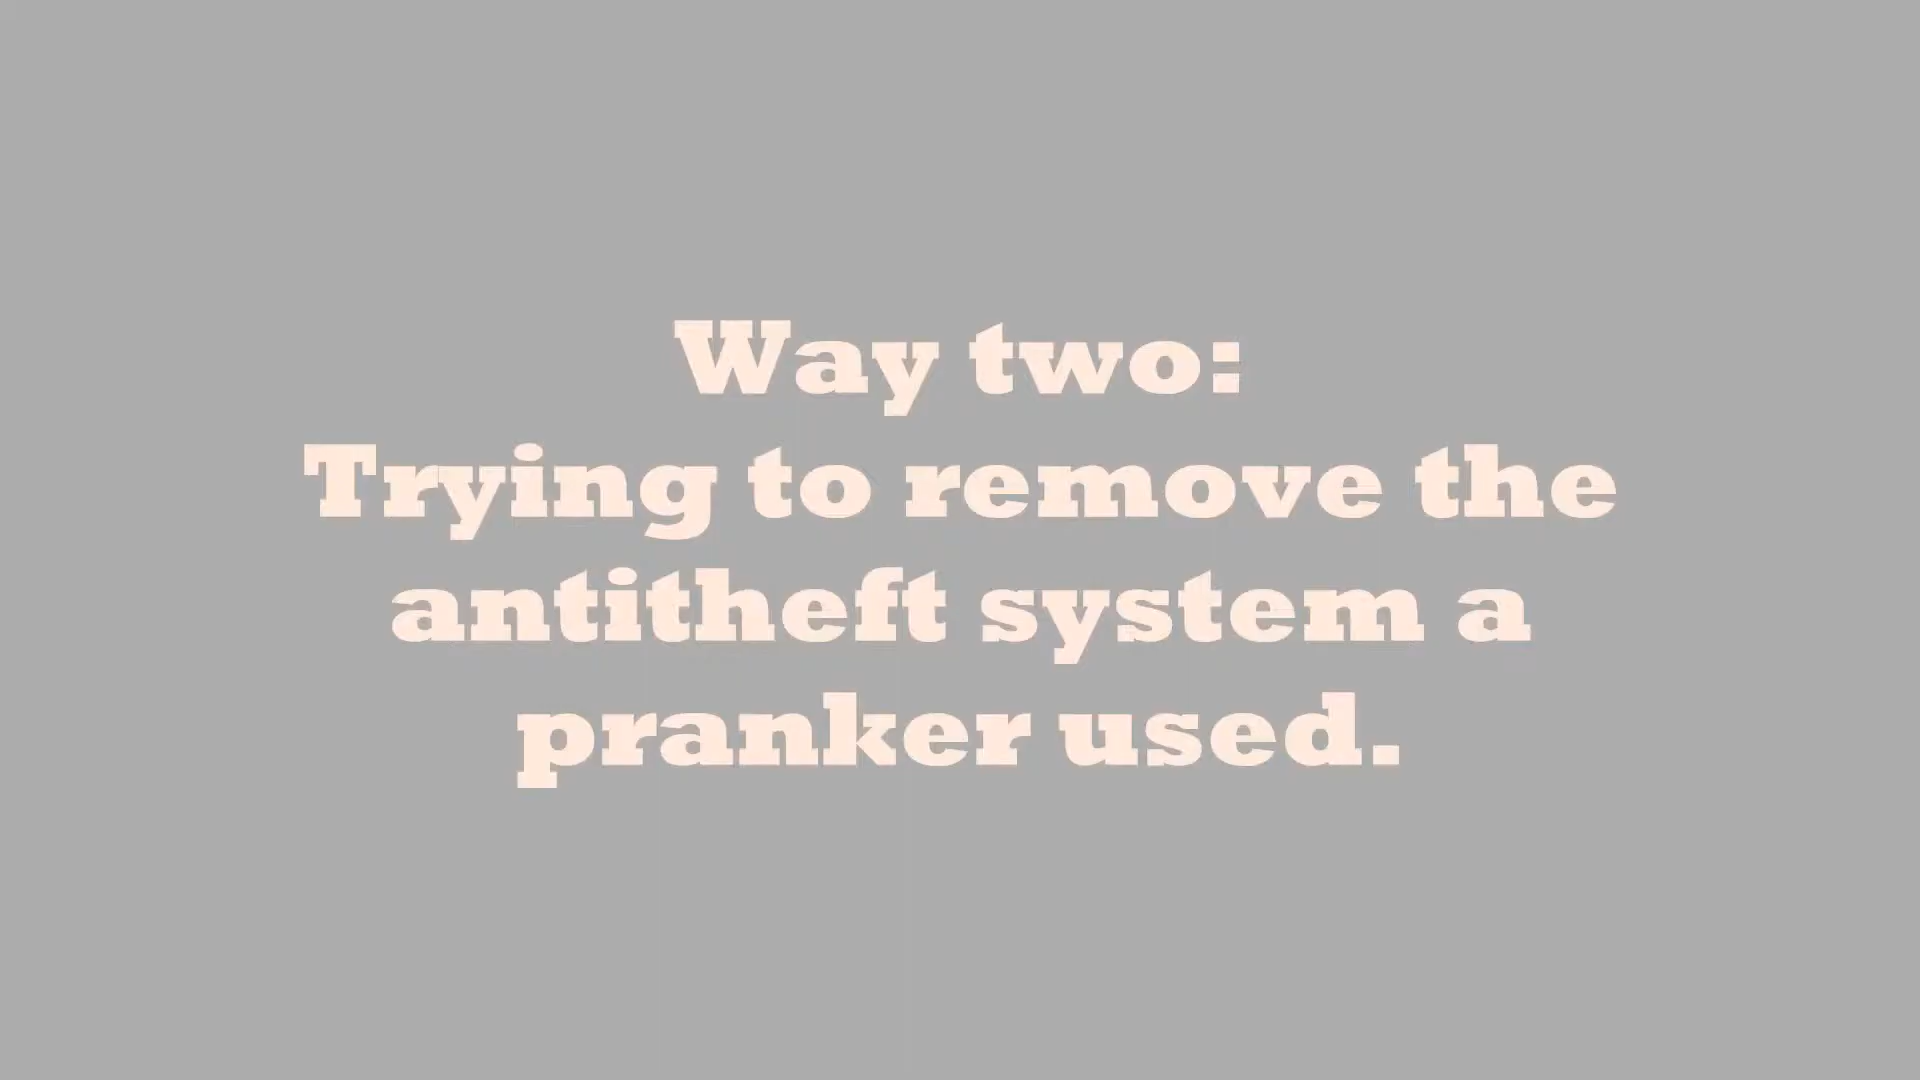 Way two:
Trying to remove the
antitheft system a
pranker used.